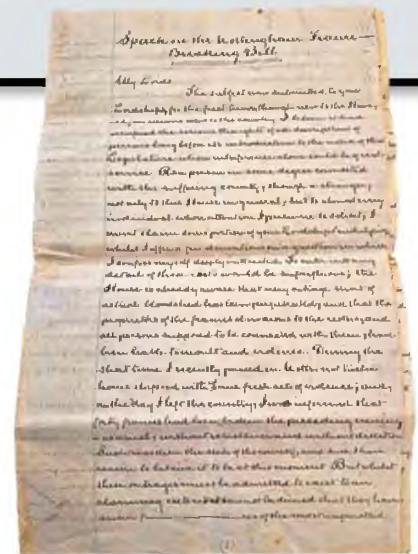 Speech on the Nottingham Frame-
Breaking Bill
My Lords
The subject now submitted to your
Lordships for the first time though new to the House,
is by no means new to the country I believe it had
occupied the serious thoughts of all descriptions of
persons long before its introduction to the notice of that
Legislature whose interference alone could be of real
service. As a person in some degree connected
with the suffering county, though a stranger,
not only to this House in general, but to almost every
individual whose attention I presume to solicit, I
must claim some portion of your Lordships indulgence,
whilst I offer a few observations on a question in which
I confess myself deeply interested. To enter into any
detail of these riots would be superfluous; the
House is already aware that every outrage short of
actual bloodshed has been perpetrated and that the
proprietors of the frames obnoxious to the rioters, and
all persons supposed to be connected with them have
been liable to insult and violence. During the
short time I recently passed in Notts not twelve
hours elapsed without some fresh act of violence; and,
on the day I left the county, I was informed that
forty frames had been broken the preceding evening
as usual, without resistance and without detection
Such was then the state of the county, and such I have
reason to believe it to be at this moment But whilst
these outrages must be admitted to exist to an
alarming extent it cannot be denied that they have
arisen from of the most unparalleled
(1)